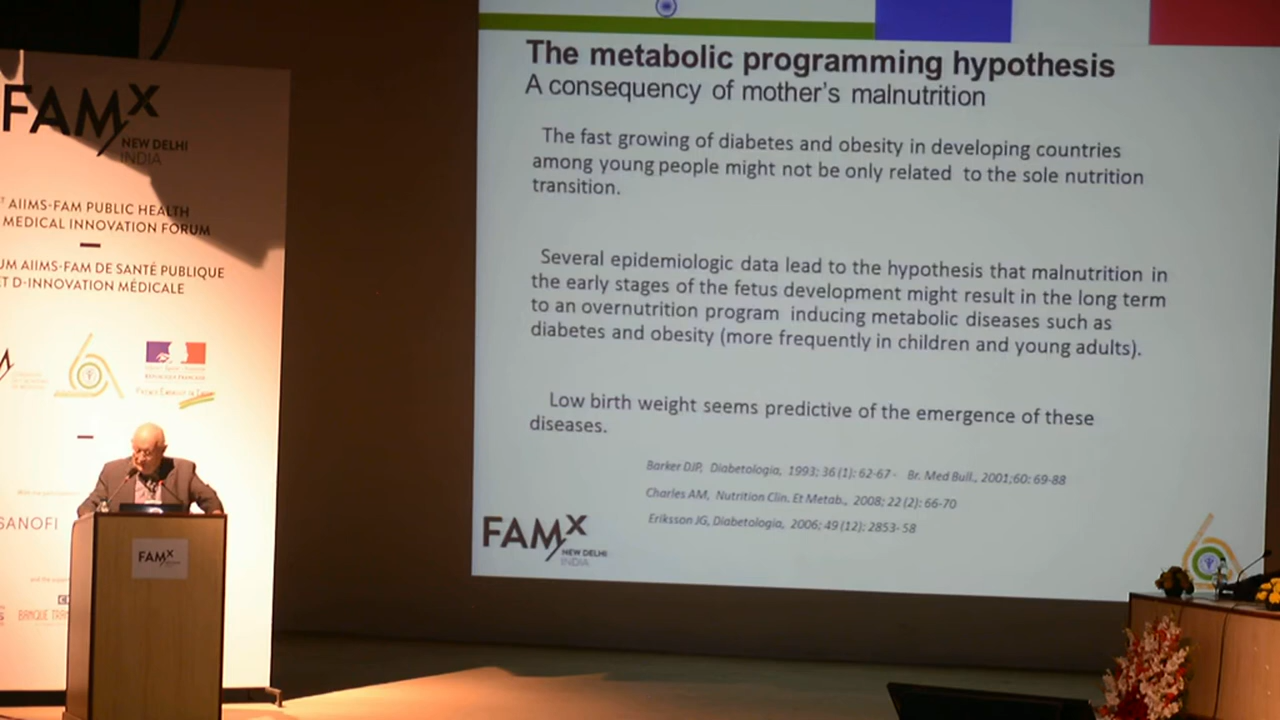 The metabolic programming hypothesis
A consequency of mother's malnutrition
The fast growing of diabetes and obesity in developing countries
among young people might not be only related to the sole nutrition
transition.
Several epidemiologic data lead to the hypothesis that malnutrition in
the early stages of the fetus development might result in the long term
to an overnutrition program inducing metabolic diseases such as
diabetes and obesity (more frequently in children and young adults).
Low birth weight seems predictive of the emergence of these
diseases.
Barker DJP, Diabetologia, 1993; 36 (1): 62-67 - Br. Med Bull., 2001;60: 69-88
Charles AM, Nutrition Clin. Et Metab., 2008; 22 (2): 66-70
Eriksson JG, Diabetologia, 2006; 49 (12): 2853-58
FAMx
NEW DELHI
INDIA
FAMx
NEW DELHI
INDIA
AIIMS-FAM PUBLIC HEALTH
MEDICAL INNOVATION FORUM
UM AIIMS-FAM DE SANTÉ PUBLIQUE
ET D-INNOVATION MÉDICALE
SANOFI
BANQUE TRAN
FAMx